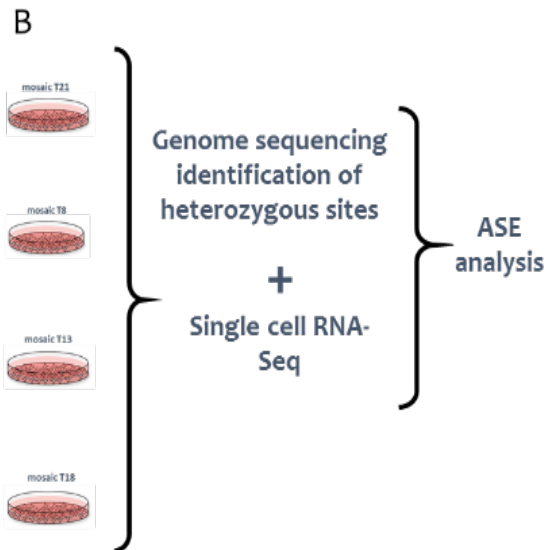 B
mosaic T21
mosaic T8
mosaic T13
mosaic T18
Genome sequencing
identification of
heterozygous sites
+
Single cell RNA-
Seq
ASE
analysis